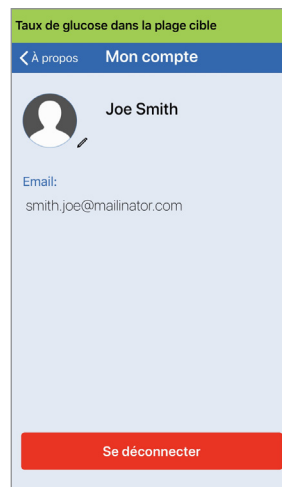 Taux de glucose dans la plage cible
À propos
Mon compte
Joe Smith
Email:
smith.joe@mailinator.com
Se déconnecter